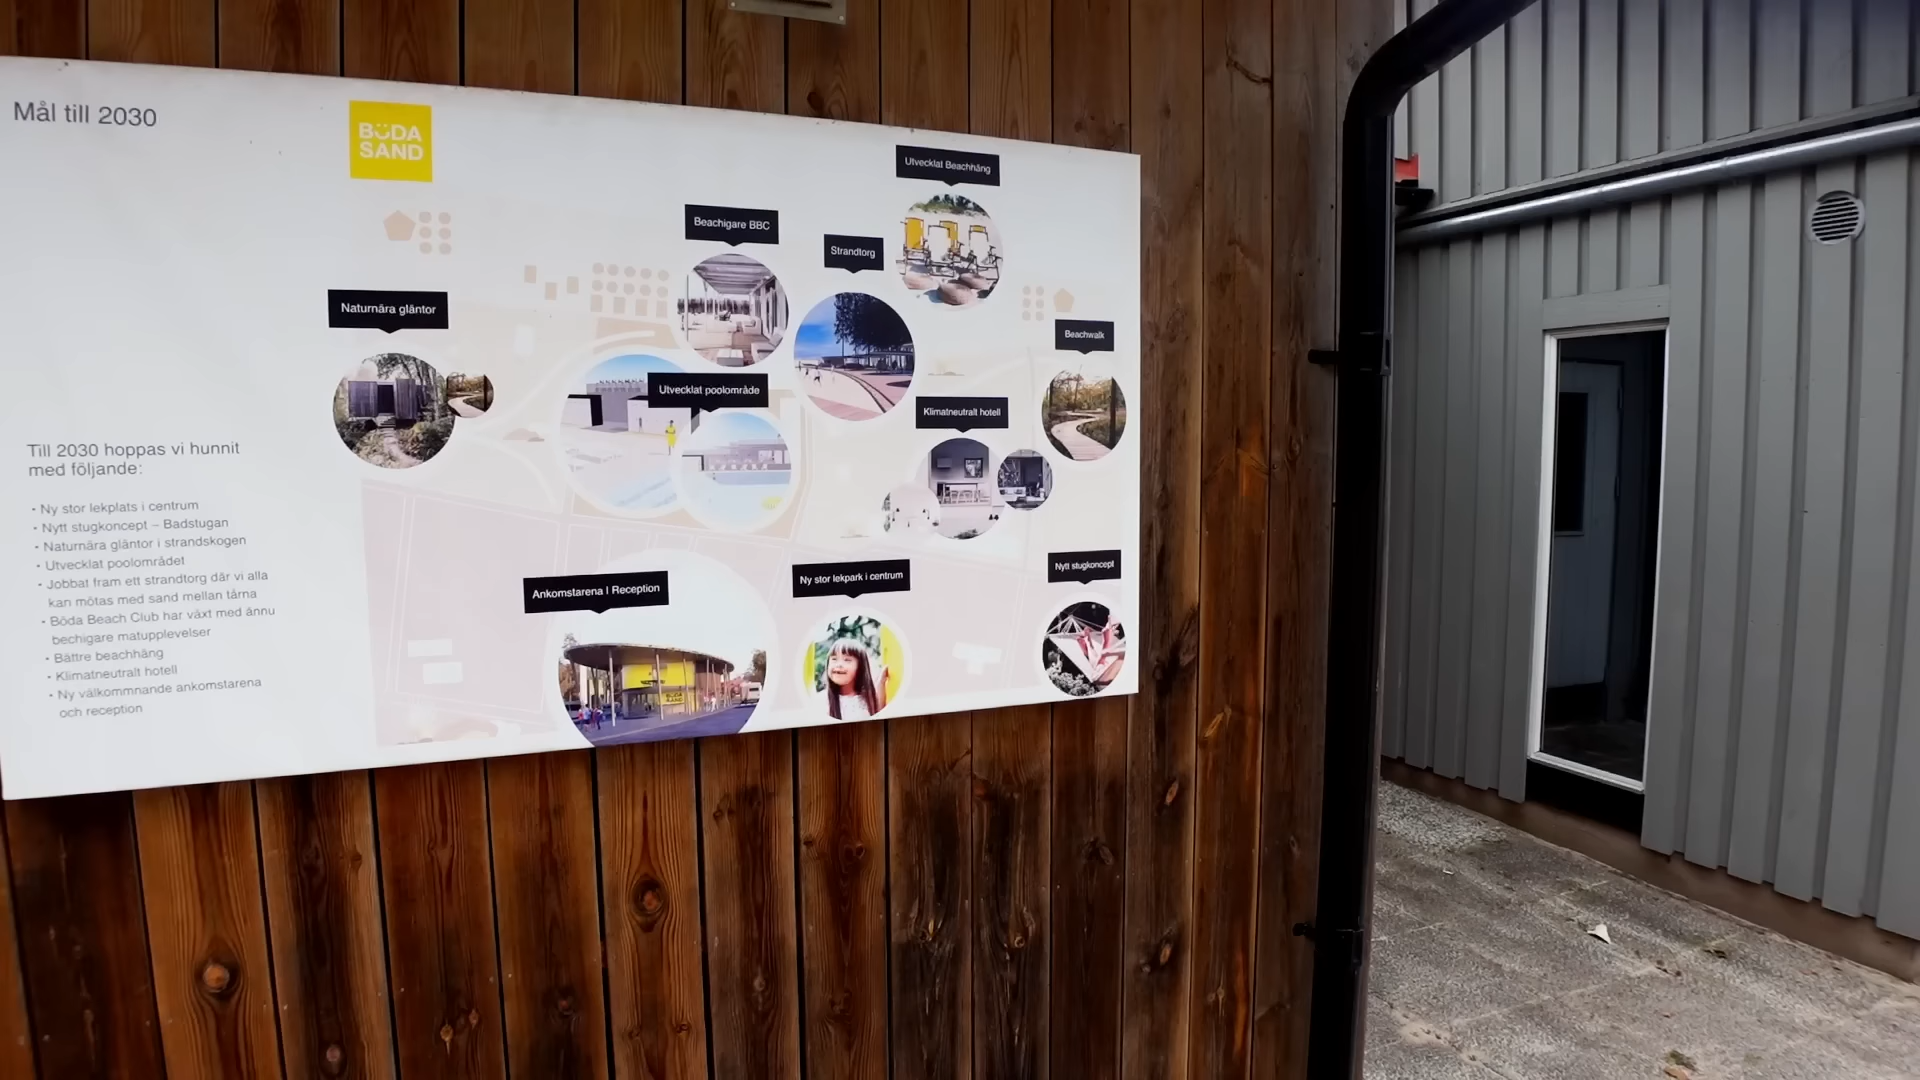 Mål till 2030
BÖDA
SAND
Utvecklat Beachhäng
Beachigare BBC
Strandtorg
Naturnära gläntor
Beachwalk
Utvecklat poolområde
Klimatneutralt hotell
Till 2030 hoppas vi hunnit
med följande:
• Ny stor lekplats i centrum
• Nytt stugkoncept – Badstugan
• Naturnära gläntor i strandskogen
• Utvecklat poolområdet
• Jobbat fram ett strandtorg där vi alla
kan mötas med sand mellan tårna
• Böda Beach Club har växt med ännu
bechigare matupplevelser
• Bättre beachhäng
• Klimatneutralt hotell
• Ny välkommnande ankomstarena
och reception
Ankomstarena | Reception
Ny stor lekpark i centrum
Nytt stugkoncept
BÖDA
SAND